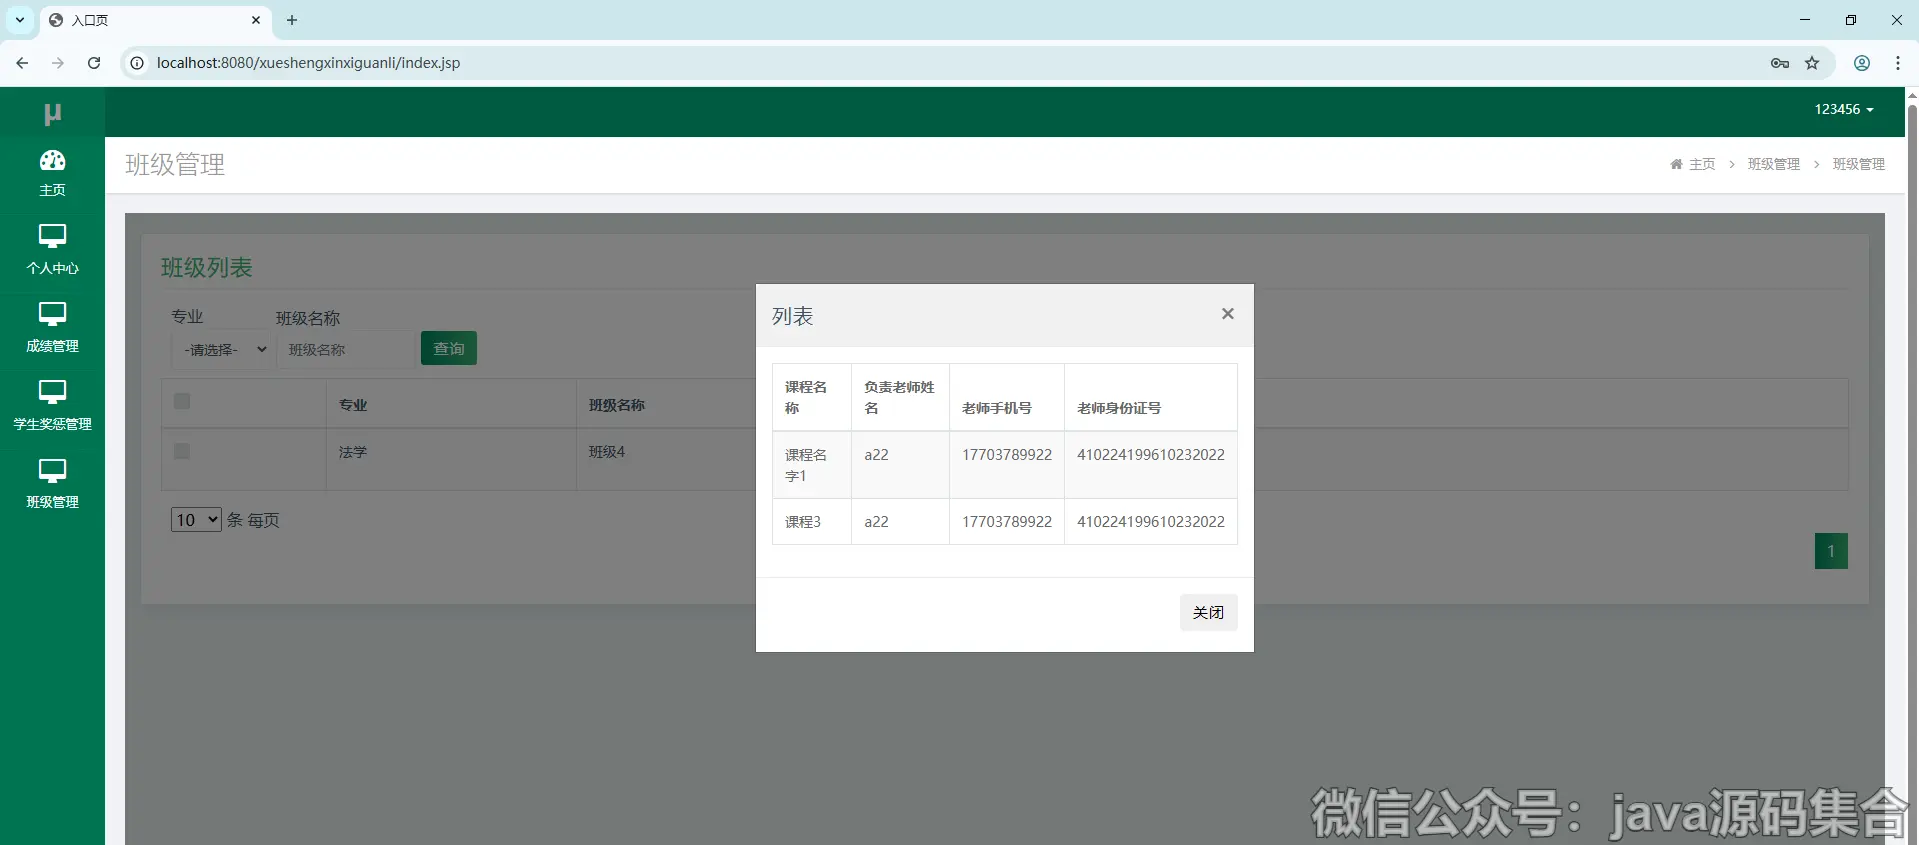 入口页
localhost:8080/xueshengxinxiguanli/index.jsp
µ
123456
主页
个人中心
成绩管理
学生奖惩管理
班级管理
班级管理
主页 > 班级管理 > 班级管理
班级列表
专业 班级名称
-请选择- 班级名称 查询
专业 班级名称
法学 班级4
10 条 每页
1
列表 ×
课程名称 负责老师姓名 老师手机号 老师身份证号
课程名字1 a22 17703789922 410224199610232022
课程3 a22 17703789922 410224199610232022
关闭
微信公众号：java源码集合